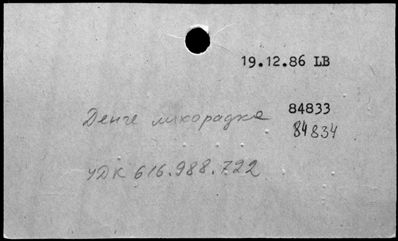 19.12.86 LB
84833
Денге лихорадка 84834
УДК 616.988.722